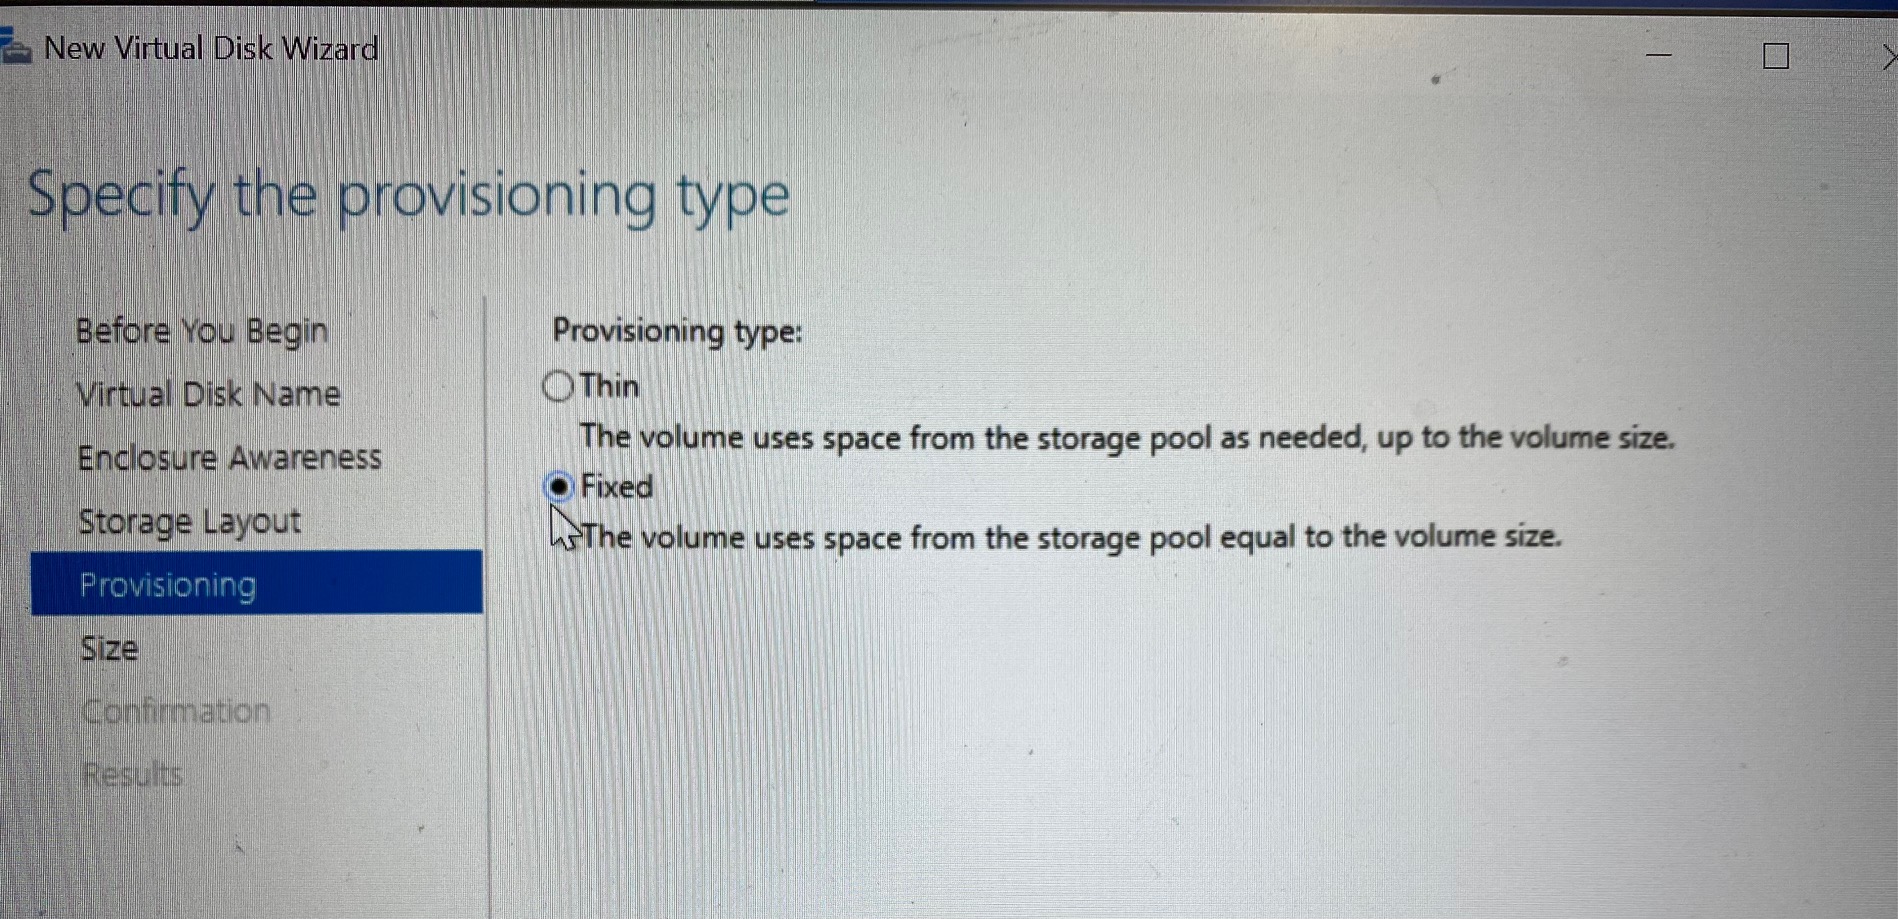 New Virtual Disk Wizard
Specify the provisioning type
Before You Begin
Virtual Disk Name
Enclosure Awareness
Storage Layout
Provisioning
Size
Confirmation
Results
Provisioning type:
Thin
The volume uses space from the storage pool as needed, up to the volume size.
Fixed
The volume uses space from the storage pool equal to the volume size.